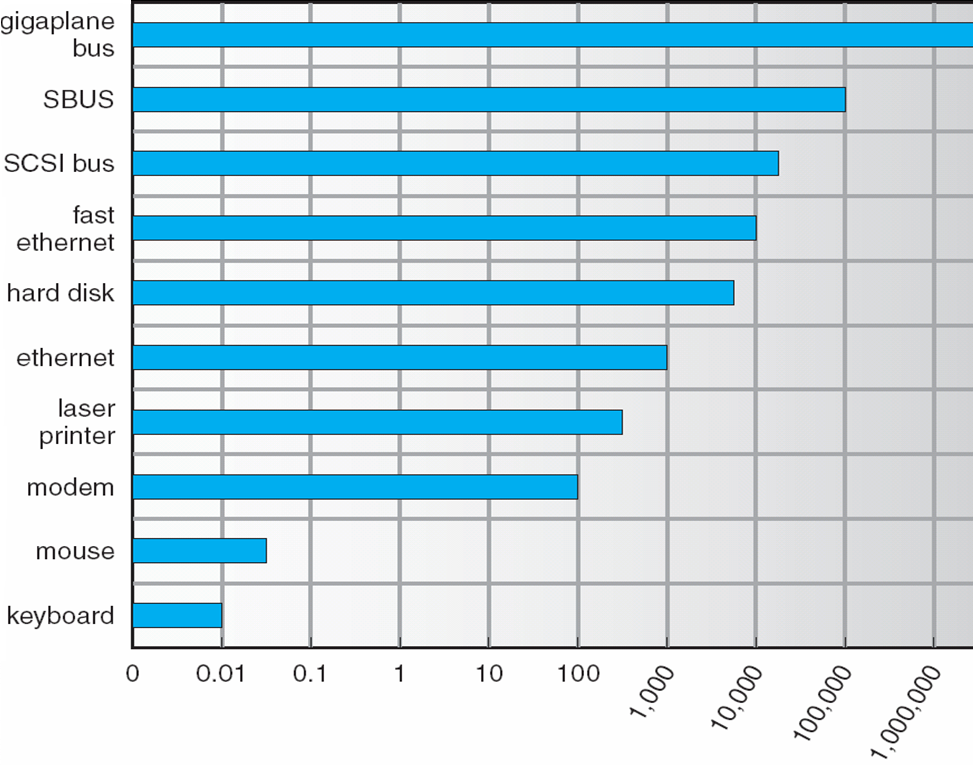 gigaplane
bus
SBUS
SCSI bus
fast
ethernet
hard disk
ethernet
laser
printer
modem
mouse
keyboard
0 0.01 0.1 1 10 100 1,000 10,000 100,000 1,000,000